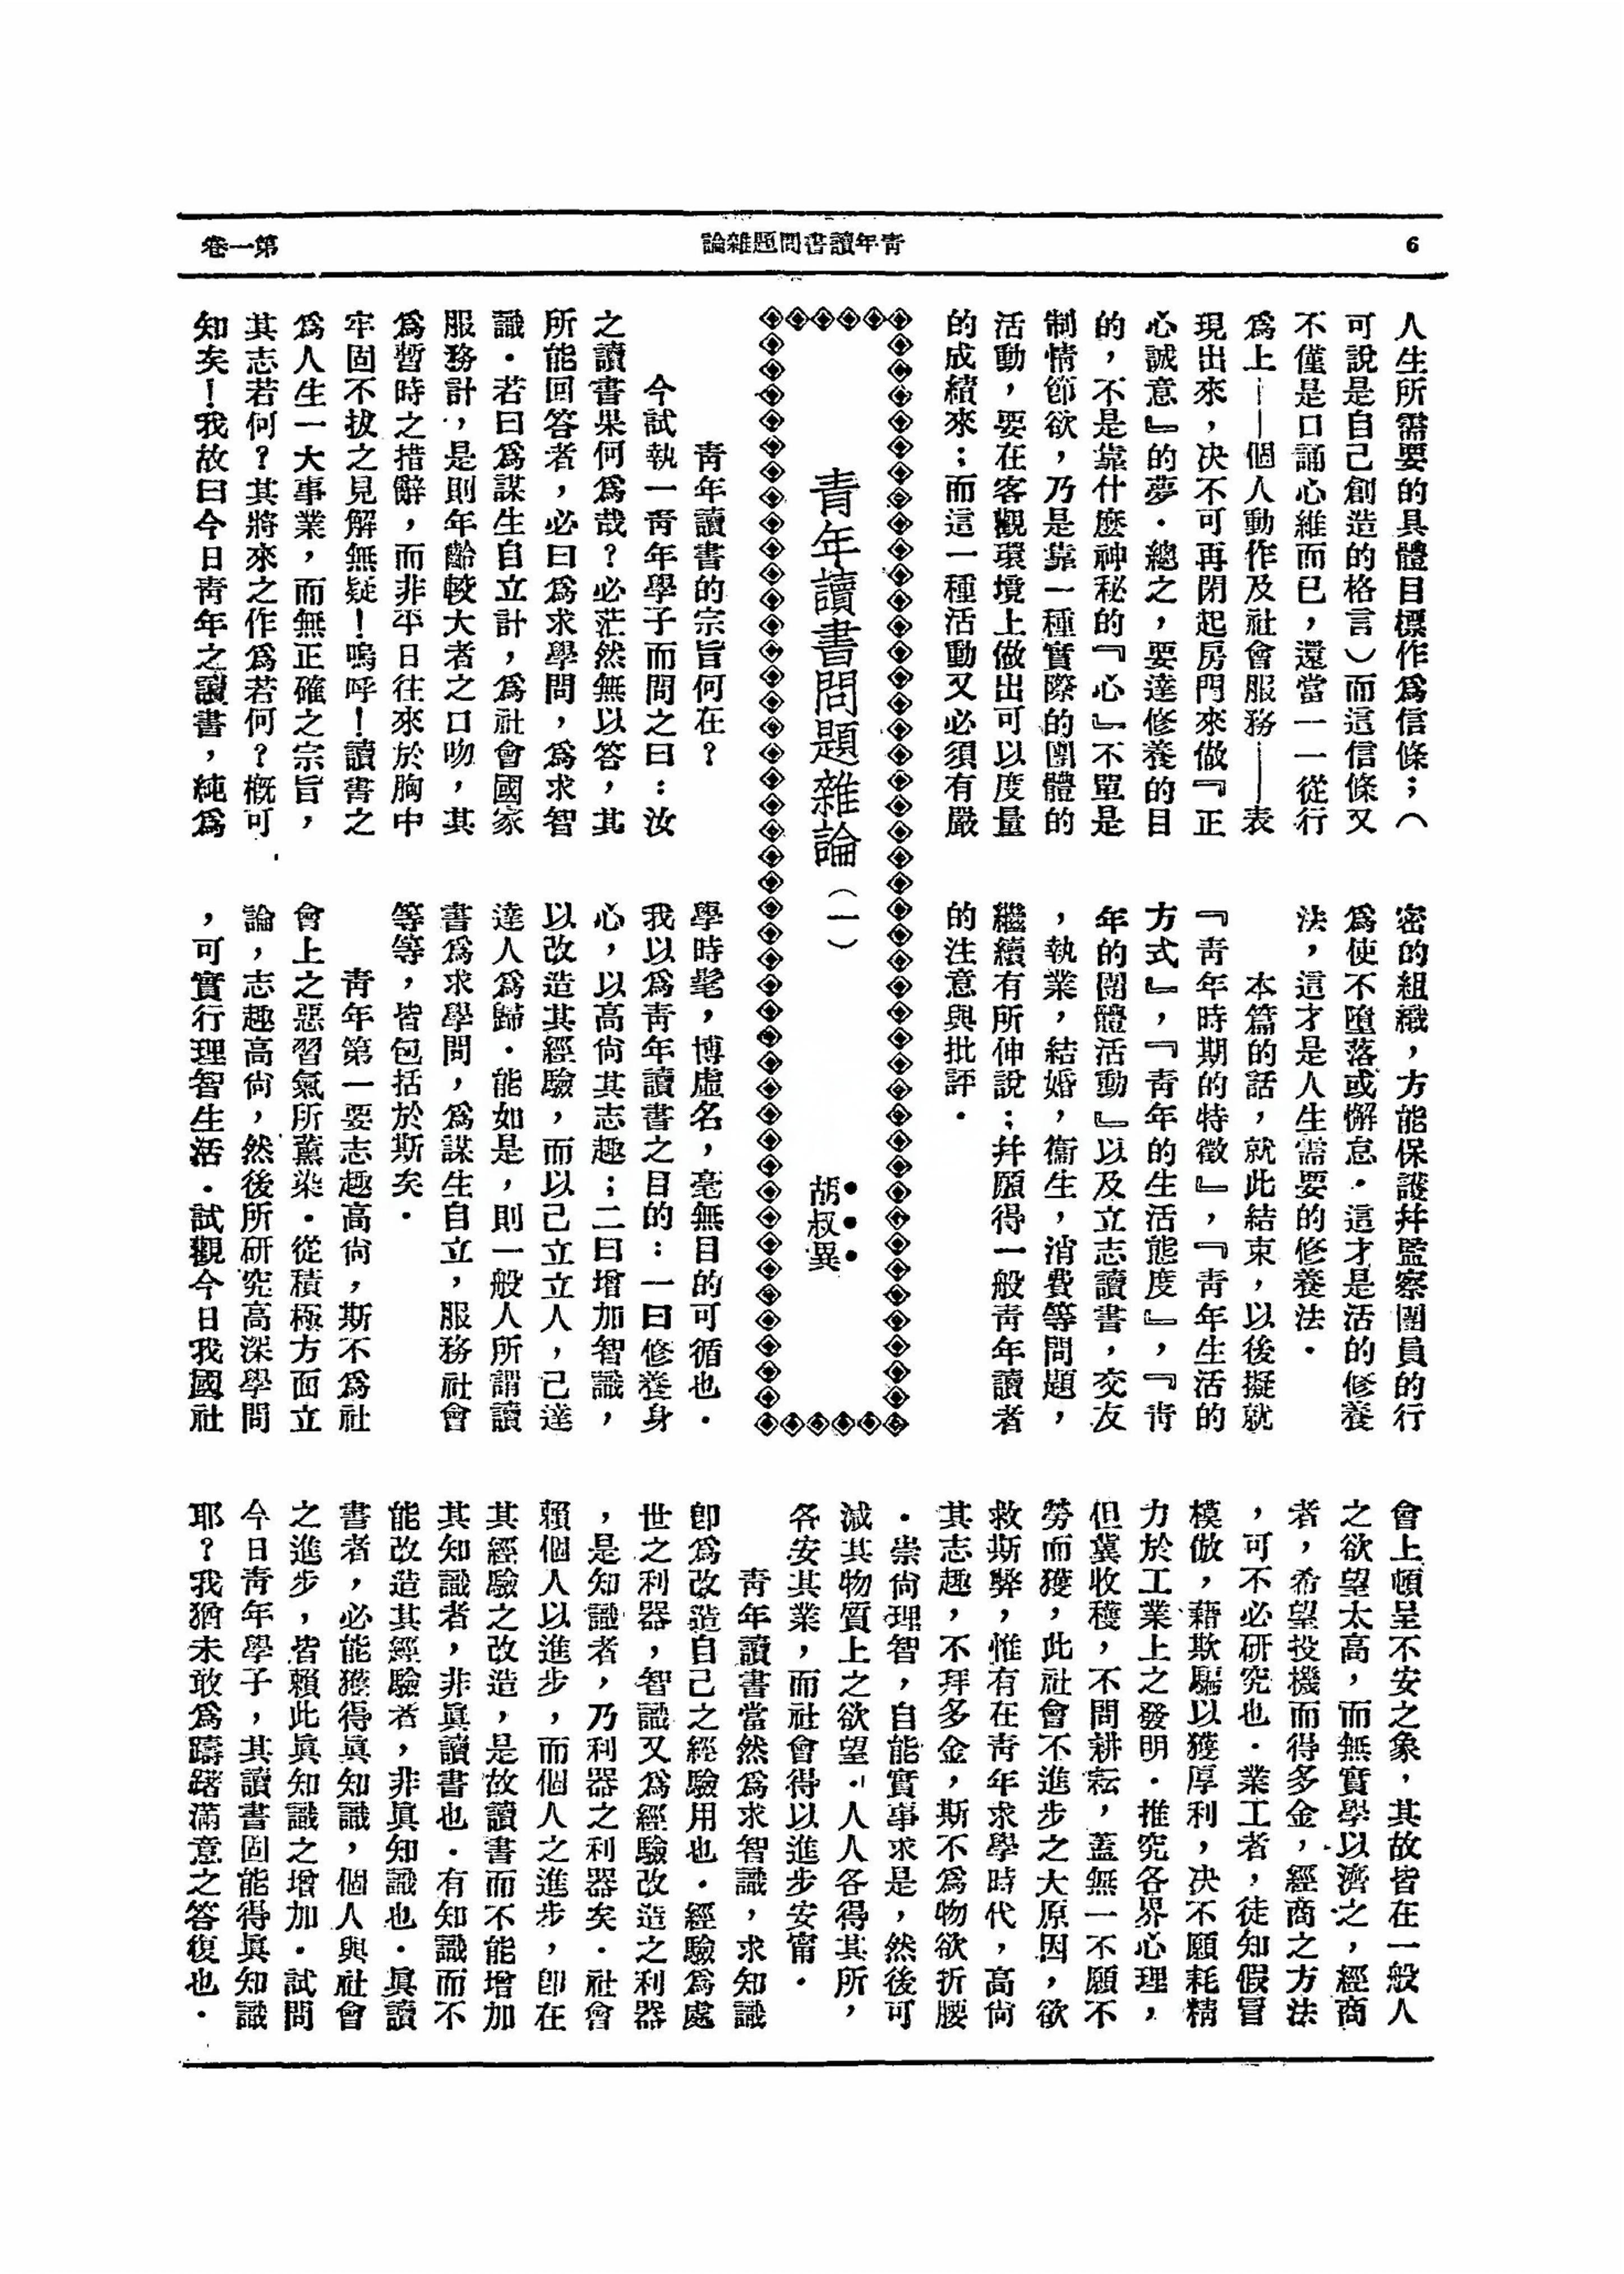 6
青年讀書問題雜論
第一卷
人生所需要的具體目標作爲信條；（
可說是自己創造的格言）而這信條又
不僅是口誦心維而已，還當一一從行
爲上——個人動作及社會服務——表
現出來，决不可再閉起房門來做『正
心誠意』的夢．總之，要達修養的目
的，不是靠什麼神秘的『心』不單是
制情節欲，乃是靠一種實際的團體的
活動，要在客觀環境上做出可以度量
的成績來；而這一種活動又必須有嚴
密的組織，方能保護幷監察團員的行
爲使不墮落或懈怠．這才是活的修養
法，這才是人生需要的修養法．
本篇的話，就此結束，以後擬就
『靑年時期的特徵』，『靑年生活的
方式』，『靑年的生活態度』，『靑
年的團體活動』以及立志讀書，交友
，執業，結婚，衞生，消費等問題，
繼續有所伸說；幷願得一般靑年讀者
的注意與批評．
青年讀書問題雜論（一）
胡叔異
靑年讀書的宗旨何在？
今試執一靑年學子而問之曰：汝
之讀書果何爲哉？必茫然無以答，其
所能回答者，必曰爲求學問，爲求智
識．若曰爲謀生自立計，爲社會國家
服務計，是則年齡較大者之口吻，其
爲暫時之措辭，而非平日往來於胸中
牢固不拔之見解無疑！嗚呼！讀書之
爲人生一大事業，而無正確之宗旨，
其志若何？其將來之作爲若何？概可
知矣！我故曰今日靑年之讀書，純爲
學時髦，博虛名，毫無目的可循也．
我以爲靑年讀書之目的：一曰修養身
心，以高尙其志趣；二曰增加智識，
以改造其經驗，而以己立立人，己達
達人爲歸．能如是，則一般人所謂讀
書爲求學問，爲謀生自立，服務社會
等等，皆包括於斯矣．
靑年第一要志趣高尙，斯不爲社
會上之惡習氣所薰染．從積極方面立
論，志趣高尙，然後所研究高深學問
，可實行理智生活．試觀今日我國社
會上頓呈不安之象，其故皆在一般人
之欲望太高，而無實學以濟之，經商
者，希望投機而得多金，經商之方法
，可不必研究也．業工者，徒知假冒
模倣，藉欺騙以獲厚利，决不願耗精
力於工業上之發明．推究各界心理，
但冀收穫，不問耕耘，蓋無一不願不
勞而獲，此社會不進步之大原因，欲
救斯弊，惟有在靑年求學時代，高尙
其志趣，不拜多金，斯不爲物欲折腰
．崇尙理智，自能實事求是，然後可
減其物質上之欲望．人人各得其所，
各安其業，而社會得以進步安甯．
靑年讀書當然爲求智識，求知識
卽爲改造自己之經驗用也．經驗爲處
世之利器，智識又爲經驗改造之利器
，是知識者，乃利器之利器矣．社會
賴個人以進步，而個人之進步，卽在
其經驗之改造，是故讀書而不能增加
其知識者，非眞讀書也．有知識而不
能改造其經驗者，非眞知識也．眞讀
書者，必能獲得眞知識，個人與社會
之進步，皆賴此眞知識之增加．試問
今日靑年學子，其讀書固能得眞知識
耶？我猶未敢爲躊躇滿意之答復也．